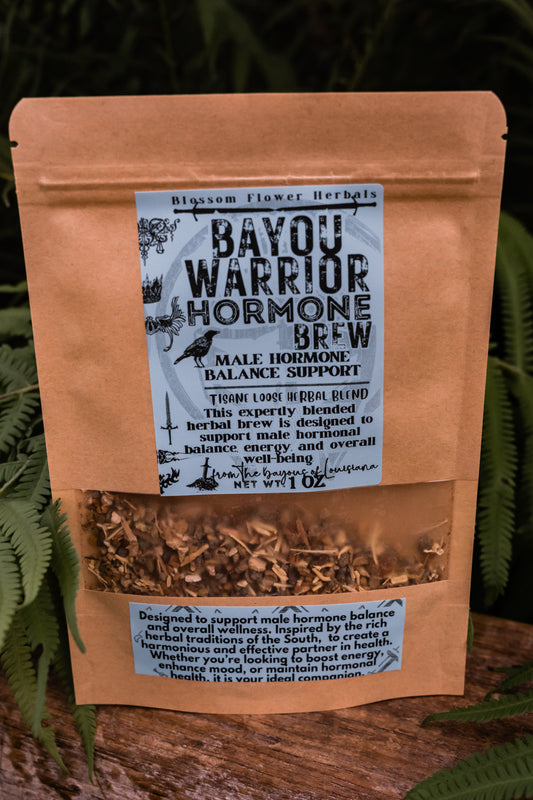 Blossom Flower Herbals
BAYOU
WARRIOR
HORMONE
BREW
MALE HORMONE
BALANCE SUPPORT
TISANE LOOSE HERBAL BLEND
This expertly blended
herbal brew is designed to
support male hormonal
balance, energy, and overall
well-being
from the bayous of Louisiana
NET WT 1 OZ
Designed to support male hormone balance
and overall wellness. Inspired by the rich
herbal traditions of the South, to create a
harmonious and effective partner in health.
Whether you're looking to boost energy,
enhance mood, or maintain hormonal
health, it is your ideal companion.